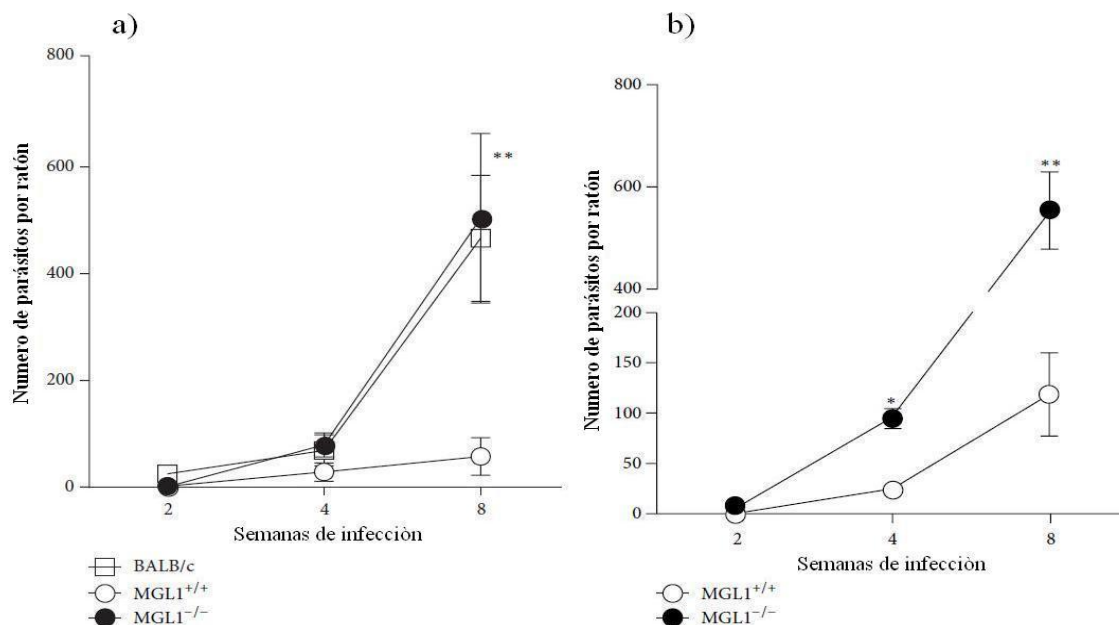 a)
800
600
400
200
0
**
2
4
8
Numero de parásitos por ratón
Semanas de infecciòn
BALB/c
MGL1+/+
MGL1−/−
b)
800
600
400
200
150
100
50
0
*
**
2
4
8
Numero de parásitos por ratón
Semanas de infecciòn
MGL1+/+
MGL1−/−